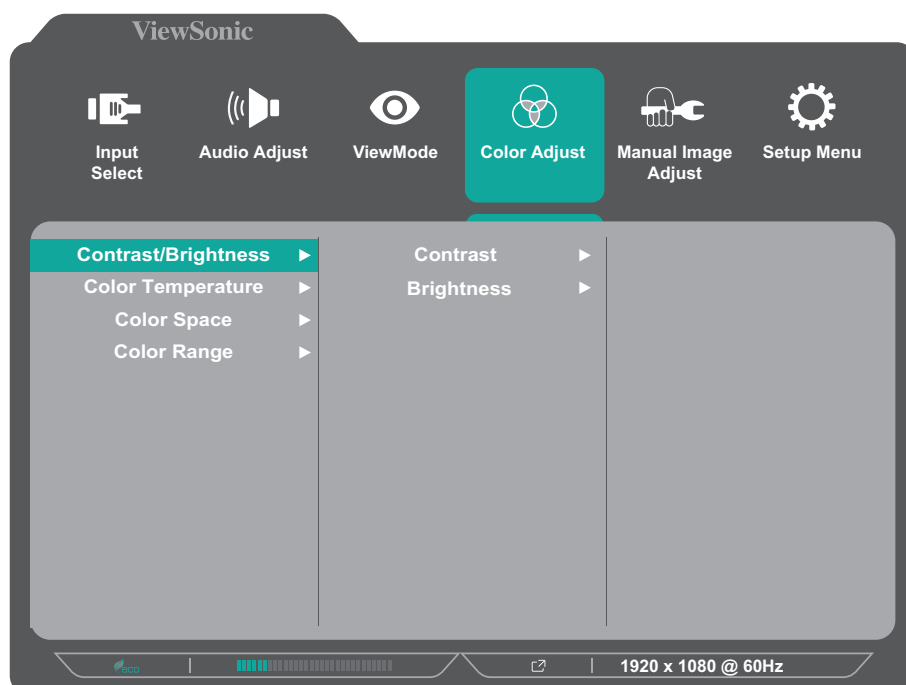 ViewSonic
Input Select
Audio Adjust
ViewMode
Color Adjust
Manual Image Adjust
Setup Menu
Contrast/Brightness
Color Temperature
Color Space
Color Range
Contrast
Brightness
eco
1920 x 1080 @ 60Hz